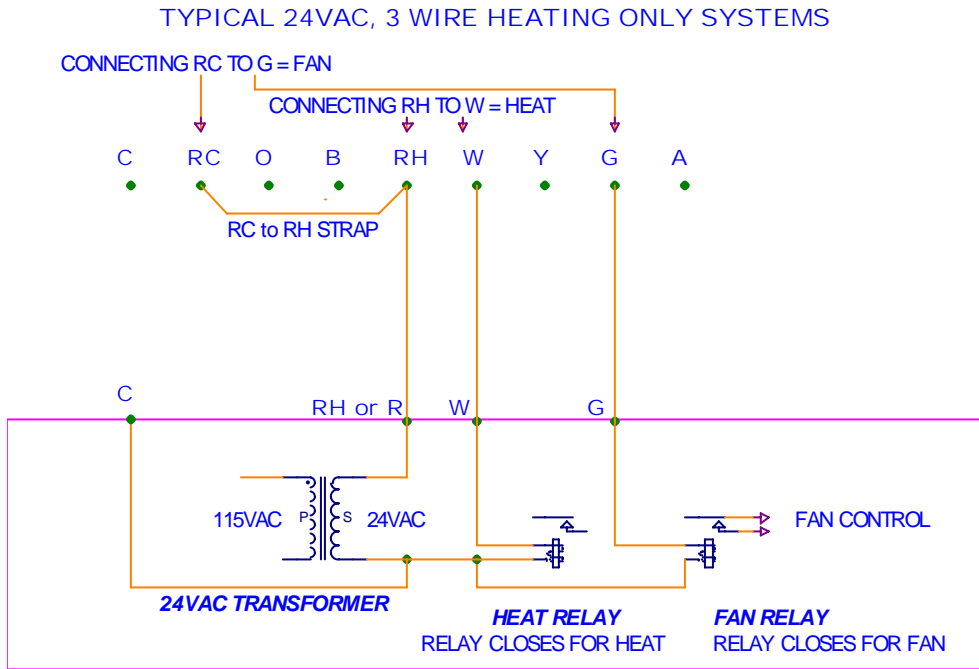 TYPICAL 24VAC, 3 WIRE HEATING ONLY SYSTEMS
CONNECTING RC TO G = FAN
CONNECTING RH TO W = HEAT
C RC O B RH W Y G A
RC to RH STRAP
C RH or R W G
115VAC P S 24VAC FAN CONTROL
24VAC TRANSFORMER
HEAT RELAY FAN RELAY
RELAY CLOSES FOR HEAT RELAY CLOSES FOR FAN